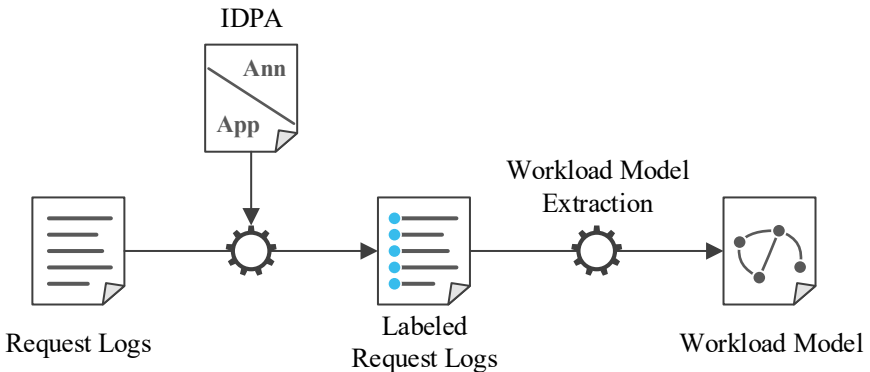 IDPA
Ann
App
Workload Model
Extraction
Request Logs
Labeled
Request Logs
Workload Model